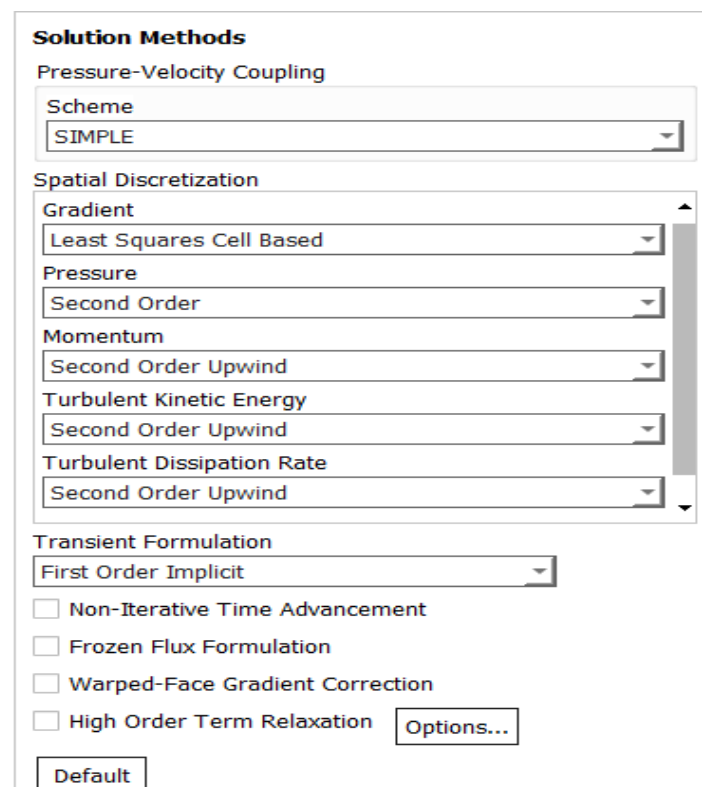 Solution Methods
Pressure-Velocity Coupling
Scheme
SIMPLE
Spatial Discretization
Gradient
Least Squares Cell Based
Pressure
Second Order
Momentum
Second Order Upwind
Turbulent Kinetic Energy
Second Order Upwind
Turbulent Dissipation Rate
Second Order Upwind
Transient Formulation
First Order Implicit
Non-Iterative Time Advancement
Frozen Flux Formulation
Warped-Face Gradient Correction
High Order Term Relaxation Options...
Default